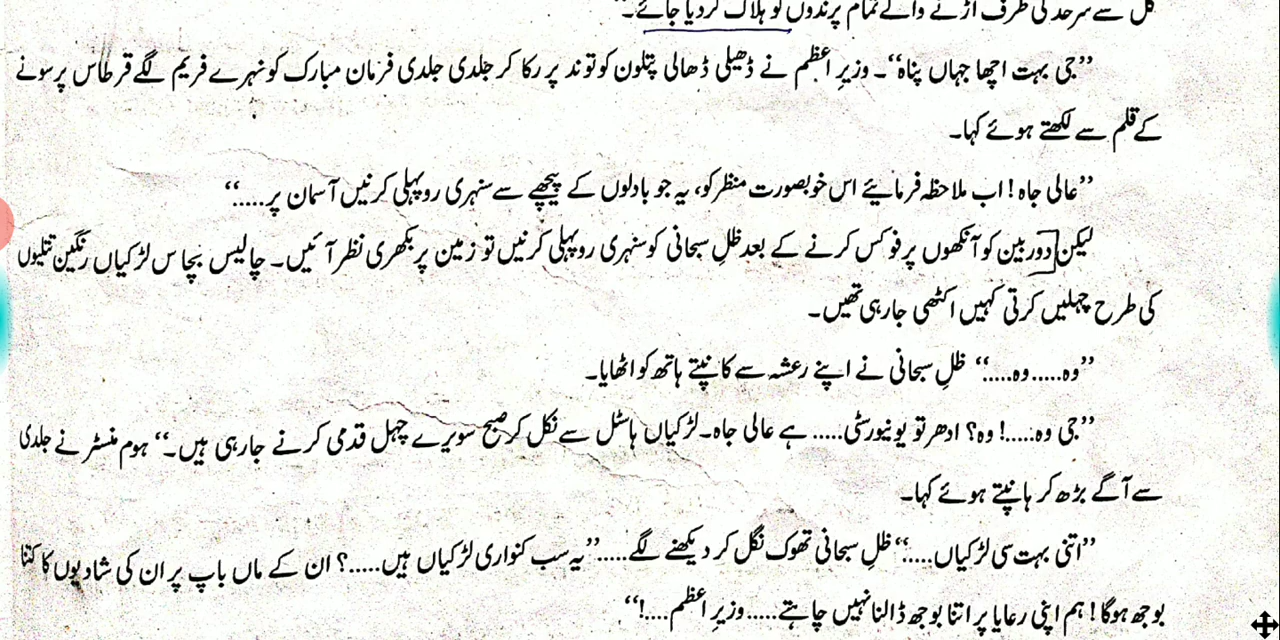 کل سے سرحد کی طرف اڑنے والے تمام پرندوں کو ہلاک کردیا جائے۔“
”جی بہت اچھا جہاں پناہ“۔ وزیرِ اعظم نے ڈھیلی ڈھالی پتلون کو توند پر رکا کر جلدی جلدی فرمان مبارک کو سنہرے فریم لگے قرطاس پر سونے
کے قلم سے لکھتے ہوئے کہا۔
”عالی جاہ! اب ملاحظہ فرمایئے اس خوبصورت منظر کو، یہ جو بادلوں کے پیچھے سے سنہری روپہلی کرنیں آسمان پر.....“
لیکن دوربین کو آنکھوں پر فوکس کرنے کے بعد ظلِ سبحانی کو سنہری روپہلی کرنیں تو زمین پر بکھری نظر آئیں۔ چالیس پچاس لڑکیاں رنگین تتلیوں
کی طرح چہلیں کرتی کہیں اکٹھی جارہی تھیں۔
”وہ.....وہ.....“ ظلِ سبحانی نے اپنے رعشہ سے کانپتے ہاتھ کو اٹھایا۔
”جی وہ.....! وہ؟ ادھر تو یونیورسٹی..... ہے عالی جاہ۔ لڑکیاں ہاسٹل سے نکل کر صبح سویرے چہل قدمی کرنے جارہی ہیں۔“ ہوم منسٹر نے جلدی
سے آگے بڑھ کر ہانپتے ہوئے کہا۔
”اتنی بہت سی لڑکیاں.....“ ظلِ سبحانی تھوک نگل کر دیکھنے لگے.....”یہ سب کنواری لڑکیاں ہیں.....؟ ان کے ماں باپ پر ان کی شادیوں کا کتنا
بوجھ ہوگا! ہم اپنی رعایا پر اتنا بوجھ ڈالنا نہیں چاہتے.....وزیرِ اعظم....!“